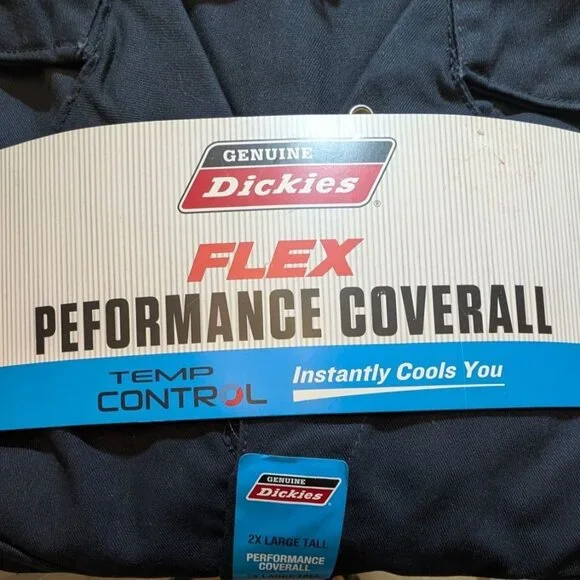 GENUINE
Dickies
FLEX
PEFORMANCE COVERALL
TEMP
CONTROL
Instantly Cools You
GENUINE
Dickies
2X LARGE TALL
PERFORMANCE
COVERALL